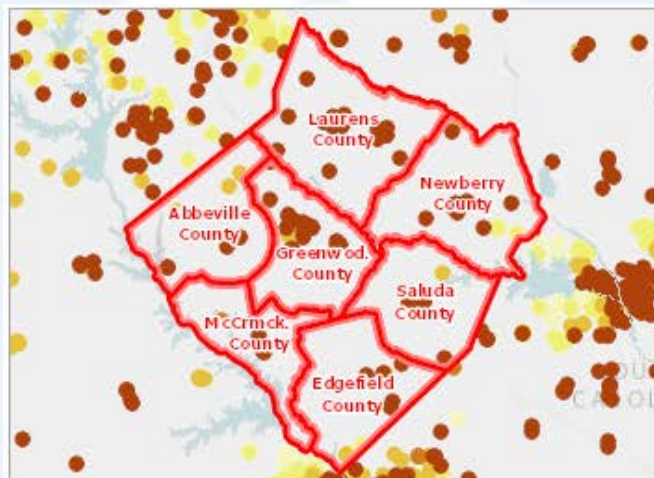 Laurens
County
Newberry
County
Abbeville
County
Greenwod.
County
Saluda
County
McCrmck.
County
Edgefield
County